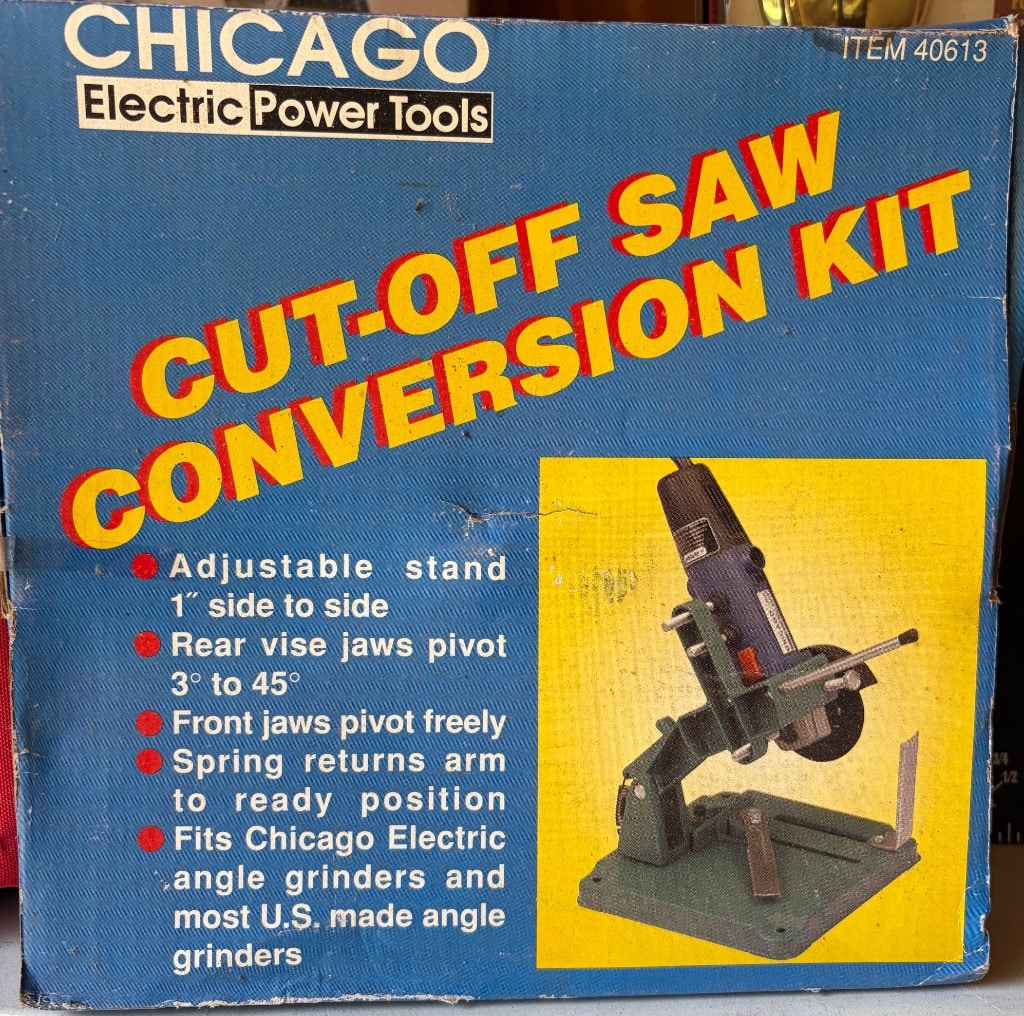 CHICAGO
Electric Power Tools
ITEM 40613
CUT-OFF SAW
CONVERSION KIT
Adjustable stand
1″ side to side
Rear vise jaws pivot
3° to 45°
Front jaws pivot freely
Spring returns arm
to ready position
Fits Chicago Electric
angle grinders and
most U.S. made angle
grinders
1/2